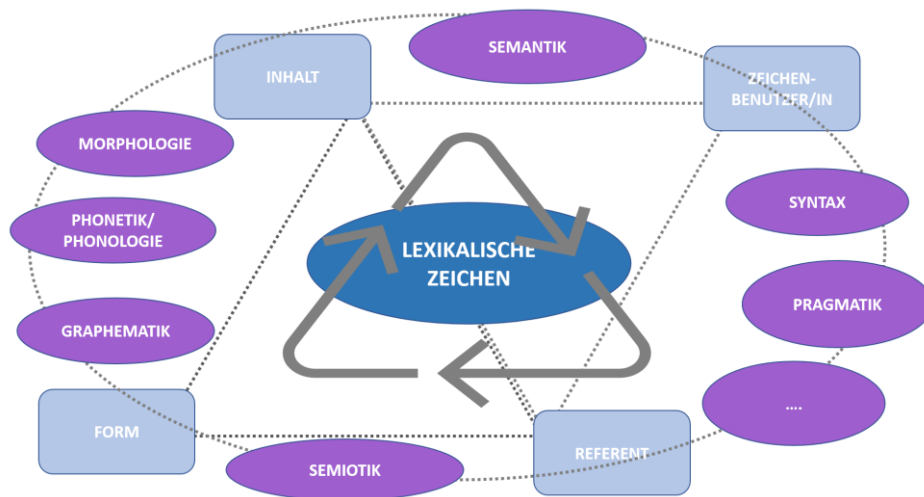 SEMANTIK
INHALT
ZEICHEN-
BENUTZER/IN
MORPHOLOGIE
PHONETIK/
PHONOLOGIE
SYNTAX
LEXIKALISCHE
ZEICHEN
PRAGMATIK
GRAPHEMATIK
....
FORM
REFERENT
SEMIOTIK